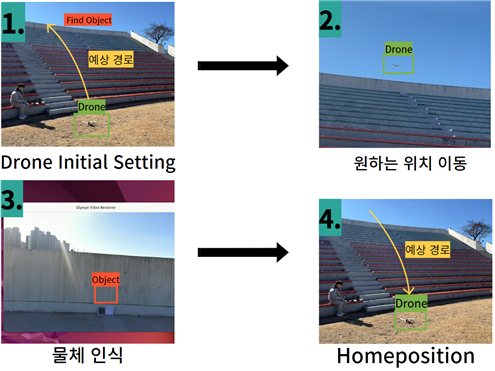 1.
Find Object
예상 경로
Drone
Drone Initial Setting
2.
Drone
원하는 위치 이동
3.
Olympe Video Renderer
Object
물체 인식
4.
예상 경로
Drone
Homeposition